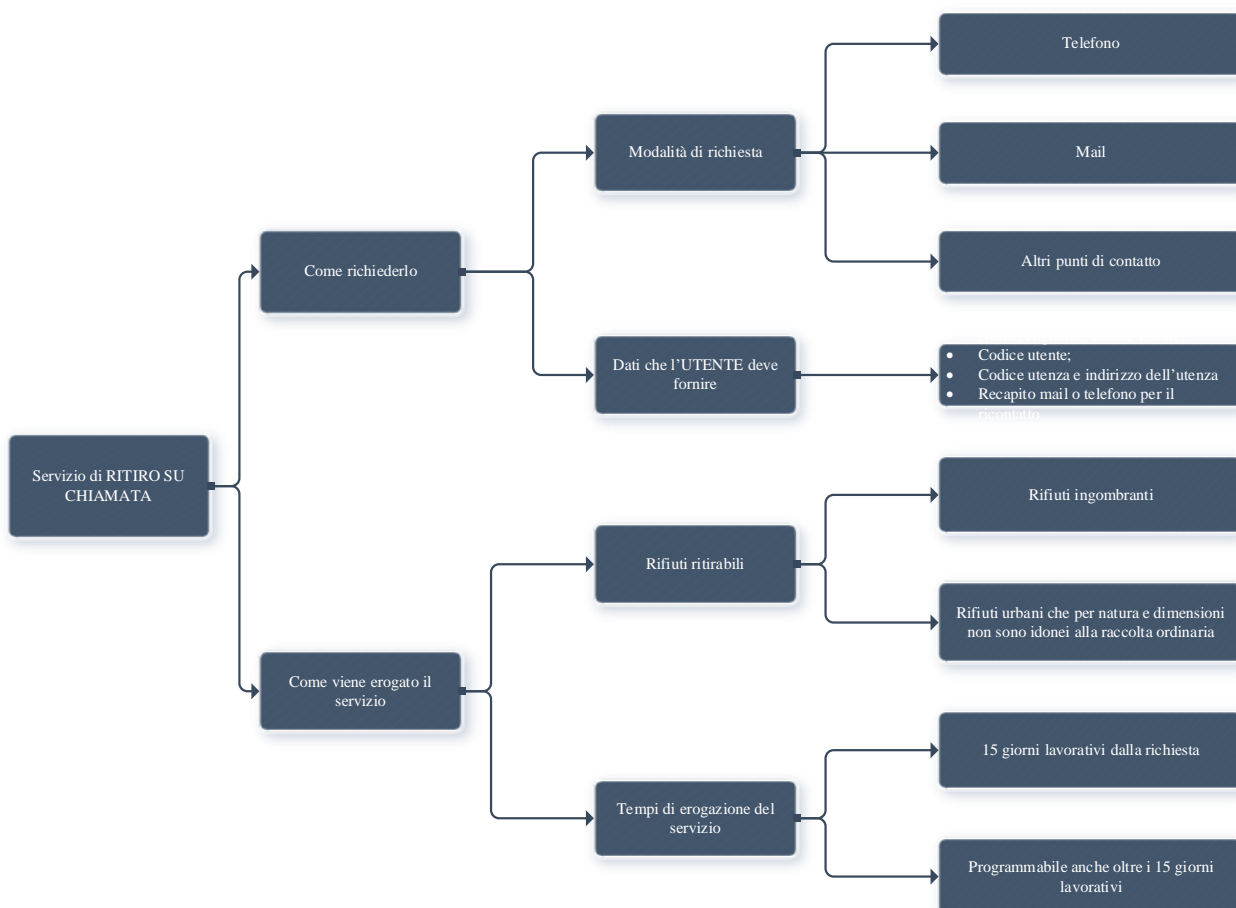 Telefono
Mail
Altri punti di contatto
Modalità di richiesta
Come richiederlo
Dati che l’UTENTE deve
fornire
• Codice utente;
• Codice utenza e indirizzo dell’utenza
• Recapito mail o telefono per il
ricontatto
Servizio di RITIRO SU
CHIAMATA
Rifiuti ingombranti
Rifiuti ritirabili
Rifiuti urbani che per natura e dimensioni
non sono idonei alla raccolta ordinaria
Come viene erogato il
servizio
15 giorni lavorativi dalla richiesta
Tempi di erogazione del
servizio
Programmabile anche oltre i 15 giorni
lavorativi